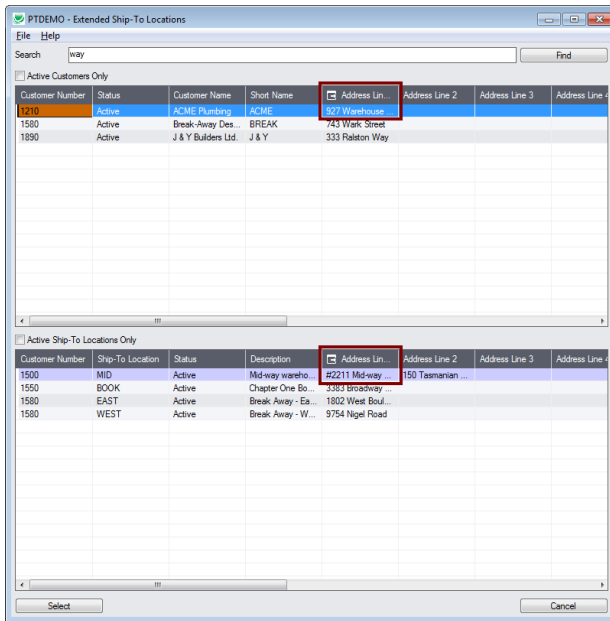 PTDEMO - Extended Ship-To Locations
File Help
Search way Find
Active Customers Only
Customer Number Status Customer Name Short Name Address Lin... Address Line 2 Address Line 3 Address Line 4
1210 Active ACME Plumbing ACME 927 Warehouse ...
1580 Active Break-Away Des... BREAK 743 Wark Street
1890 Active J & Y Builders Ltd. J & Y 333 Ralston Way
Active Ship-To Locations Only
Customer Number Ship-To Location Status Description Address Lin... Address Line 2 Address Line 3 Address Line 4
1500 MID Active Mid-way wareho... #2211 Mid-way ... 150 Tasmanian ...
1550 BOOK Active Chapter One Bo... 3383 Broadway ...
1580 EAST Active Break Away - Ea... 1802 West Boul...
1580 WEST Active Break Away - W... 9754 Nigel Road
Select Cancel